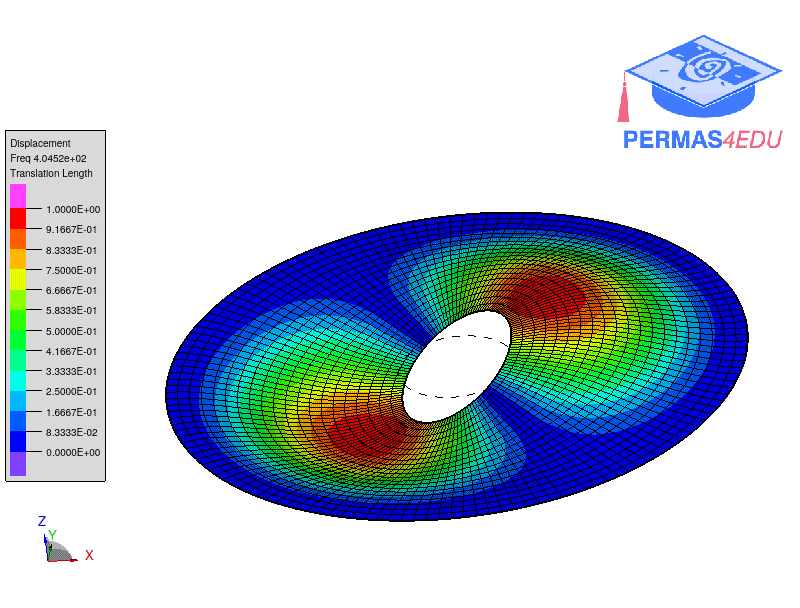 PERMAS4EDU
Displacement
Freq 4.0452e+02
Translation Length
1.0000E+00
9.1667E-01
8.3333E-01
7.5000E-01
6.6667E-01
5.8333E-01
5.0000E-01
4.1667E-01
3.3333E-01
2.5000E-01
1.6667E-01
8.3333E-02
0.0000E+00
Z
Y
X